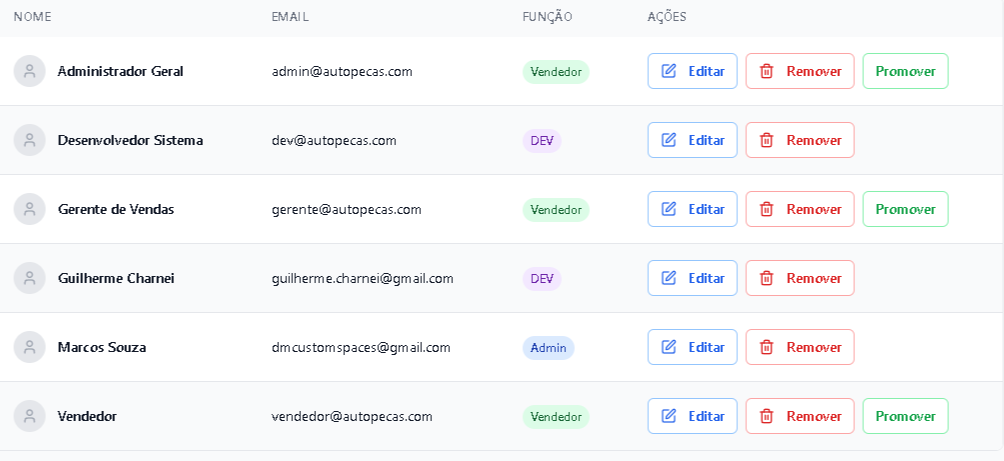 NOME EMAIL FUNÇÃO AÇÕES
Administrador Geral admin@autopecas.com Vendedor Editar Remover Promover
Desenvolvedor Sistema dev@autopecas.com DEV Editar Remover
Gerente de Vendas gerente@autopecas.com Vendedor Editar Remover Promover
Guilherme Charnei guilherme.charnei@gmail.com DEV Editar Remover
Marcos Souza dmcustomspaces@gmail.com Admin Editar Remover
Vendedor vendedor@autopecas.com Vendedor Editar Remover Promover